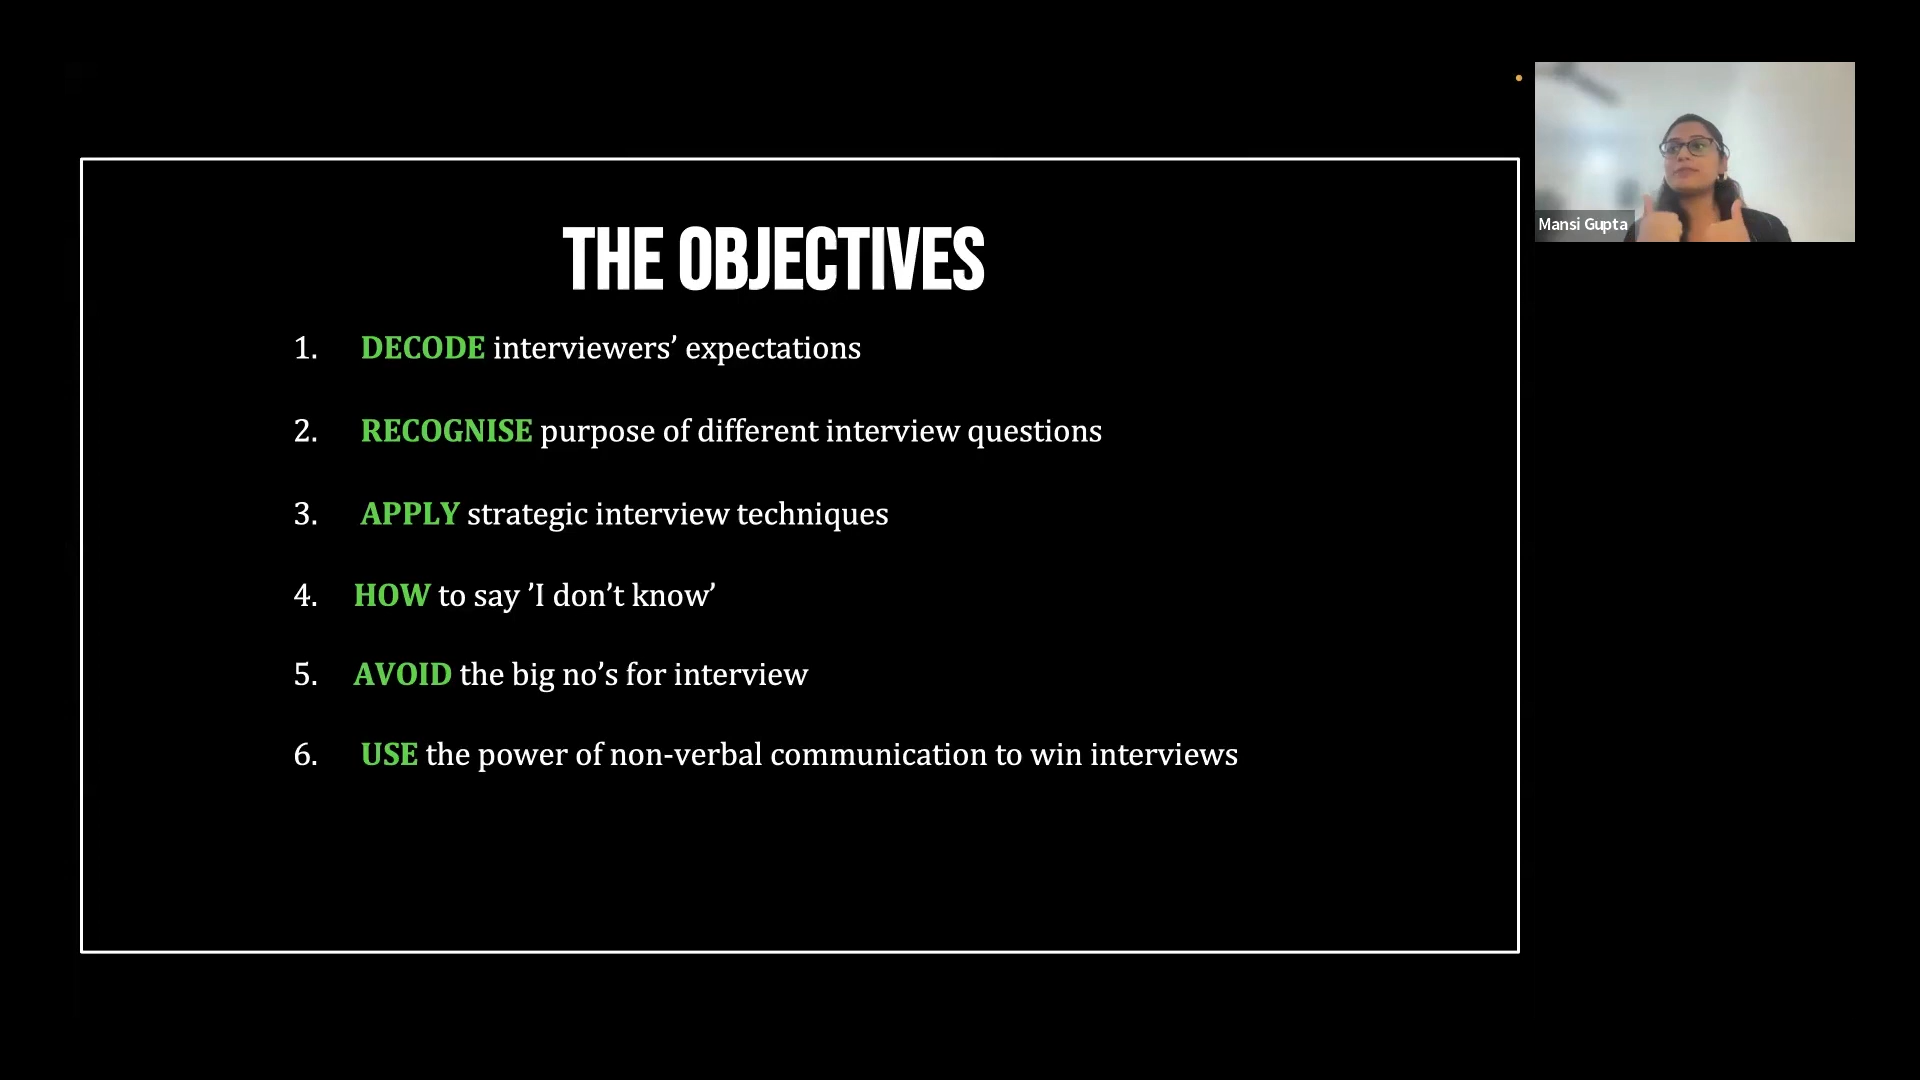 THE OBJECTIVES
1. DECODE interviewers’ expectations
2. RECOGNISE purpose of different interview questions
3. APPLY strategic interview techniques
4. HOW to say ’I don’t know’
5. AVOID the big no’s for interview
6. USE the power of non-verbal communication to win interviews
Mansi Gupta